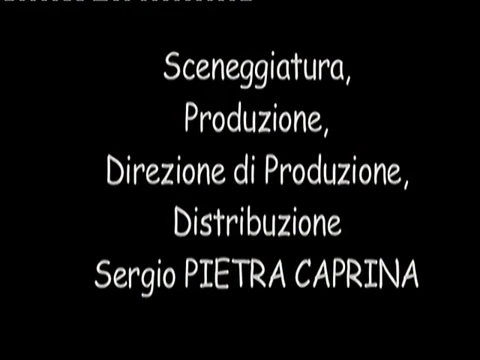 Sceneggiatura,
Produzione,
Direzione di Produzione,
Distribuzione
Sergio PIETRA CAPRINA